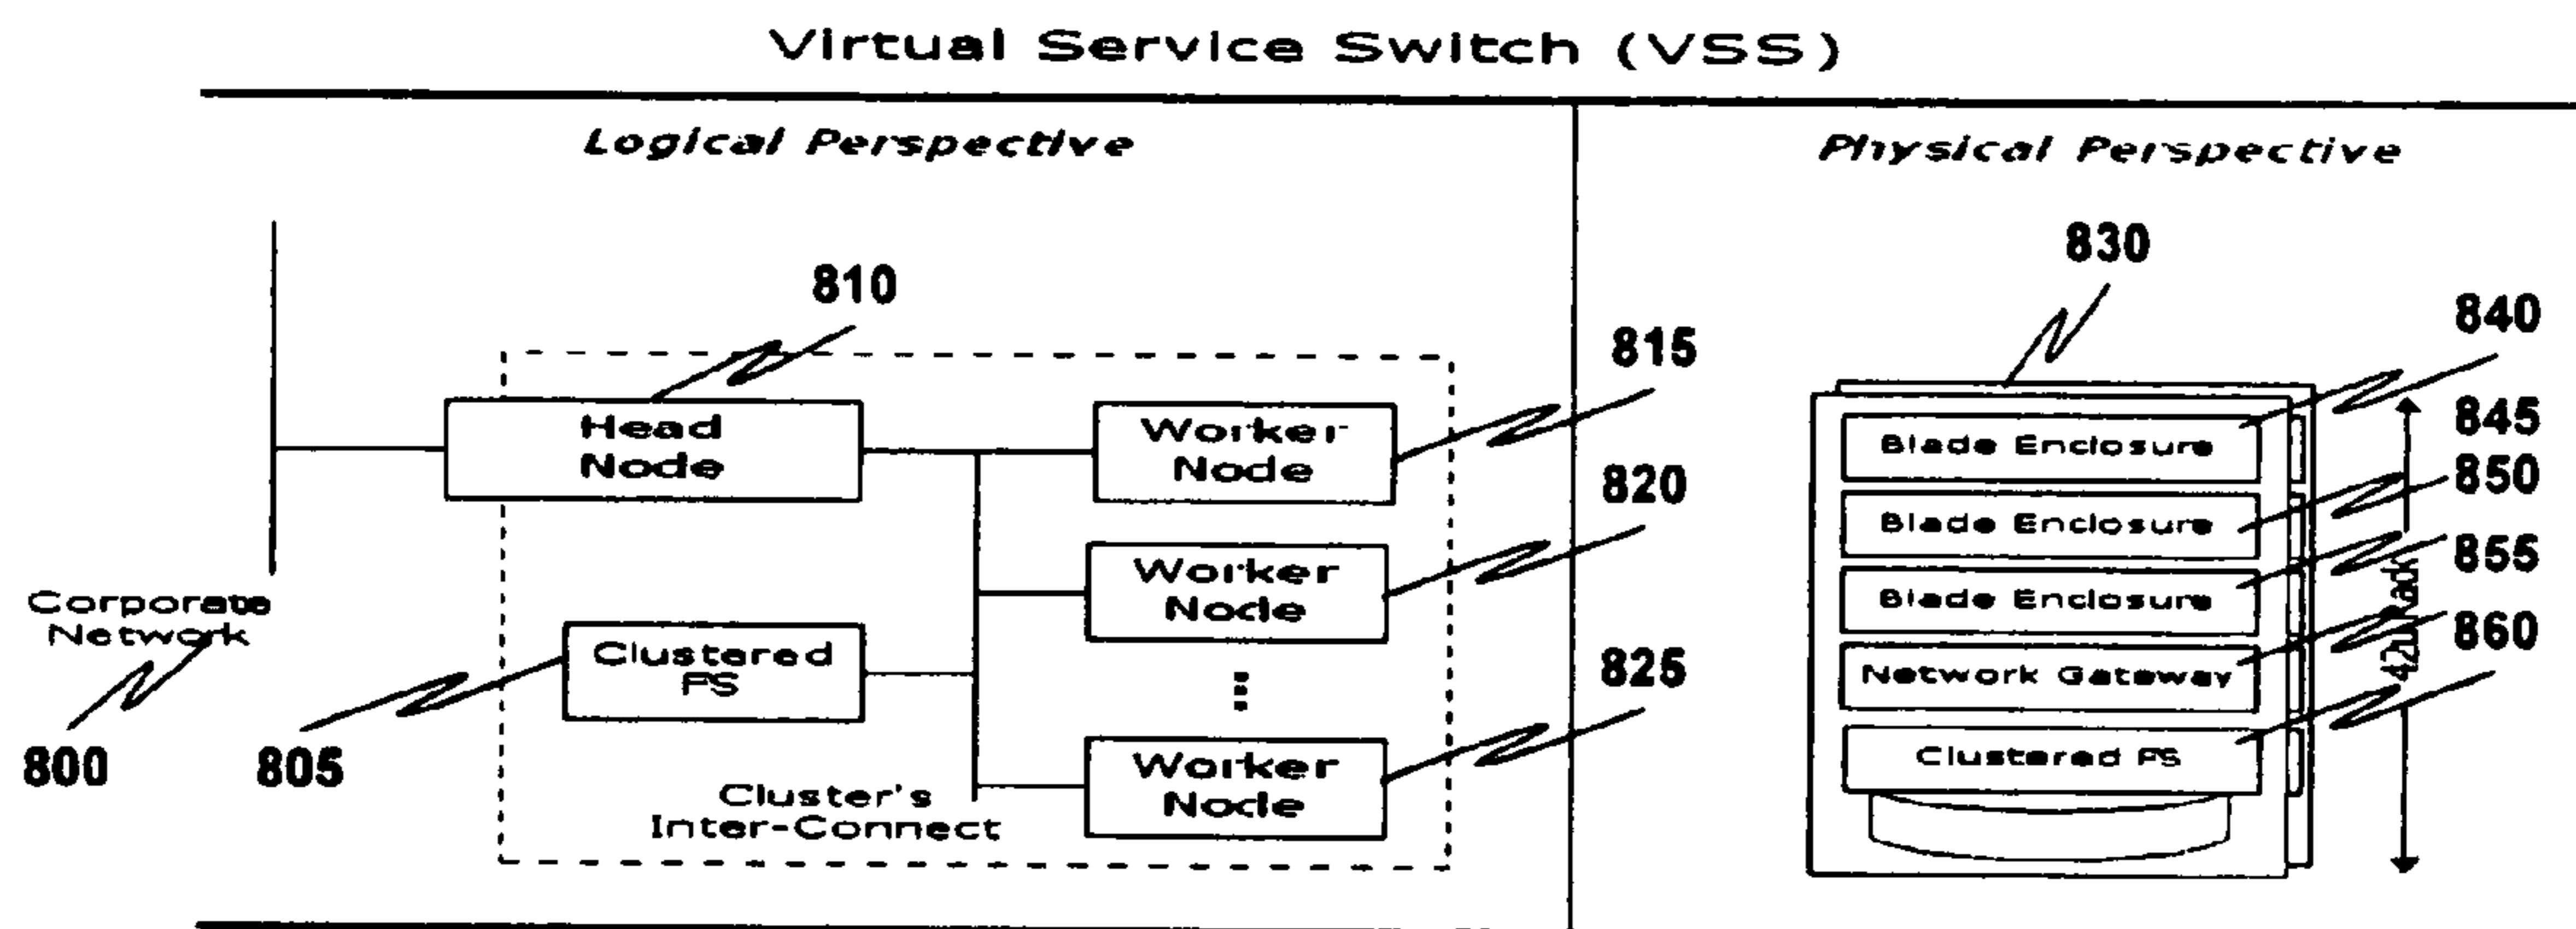 Virtual Service Switch (VSS)
Logical Perspective
Physical Perspective
810
Head
Node
Worker
Node
815
Worker
Node
820
Clustered
FS
Worker
Node
825
Cluster's
Inter-Connect
Corporate
Network
800
805
830
840
845
850
855
860
Blade Enclosure
Blade Enclosure
Blade Enclosure
Network Gateway
Clustered FS
42u Rack